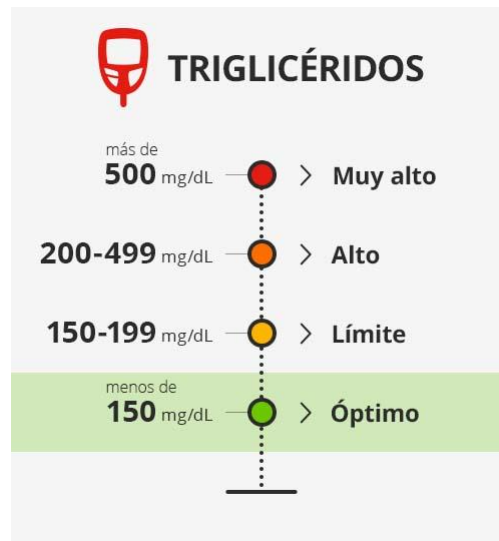 TRIGLICÉRIDOS
más de
500 mg/dL > Muy alto
200-499 mg/dL > Alto
150-199 mg/dL > Límite
menos de
150 mg/dL > Óptimo